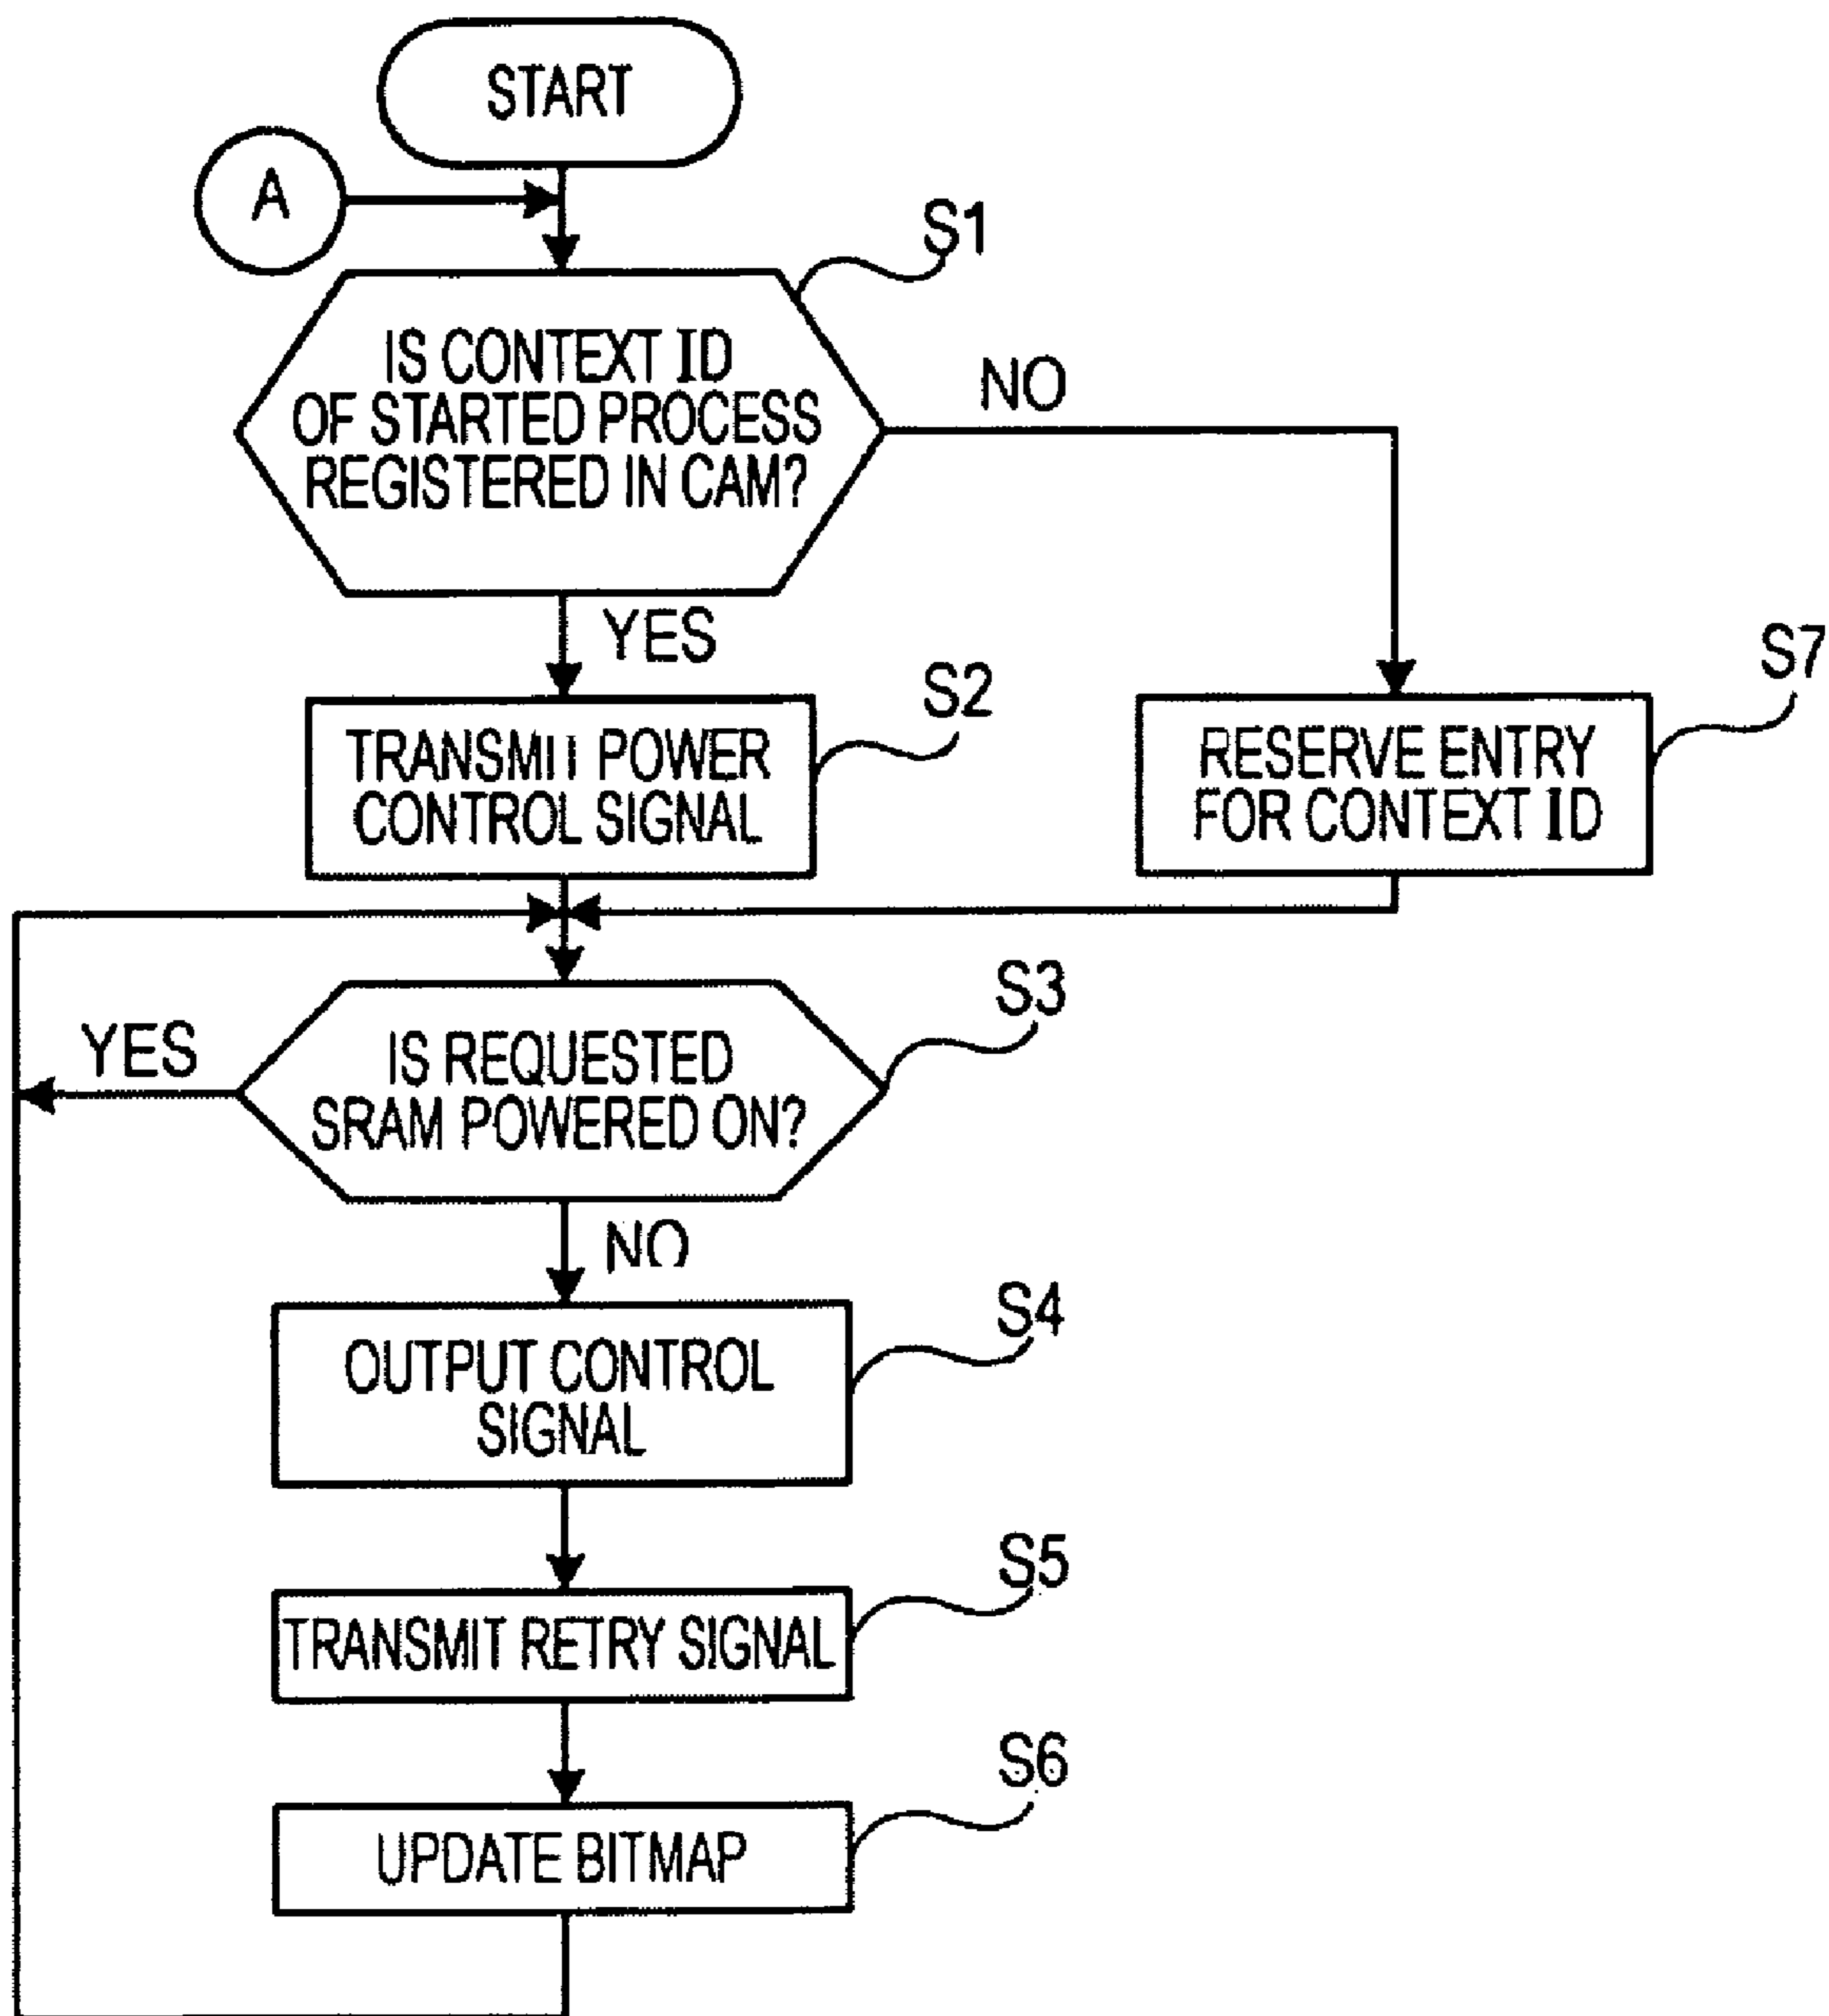 START
A
S1
IS CONTEXT ID
OF STARTED PROCESS
REGISTERED IN CAM?
NO
YES
S2
S7
TRANSMIT POWER
CONTROL SIGNAL
RESERVE ENTRY
FOR CONTEXT ID
S3
YES
IS REQUESTED
SRAM POWERED ON?
NO
S4
OUTPUT CONTROL
SIGNAL
S5
TRANSMIT RETRY SIGNAL
S6
UPDATE BITMAP